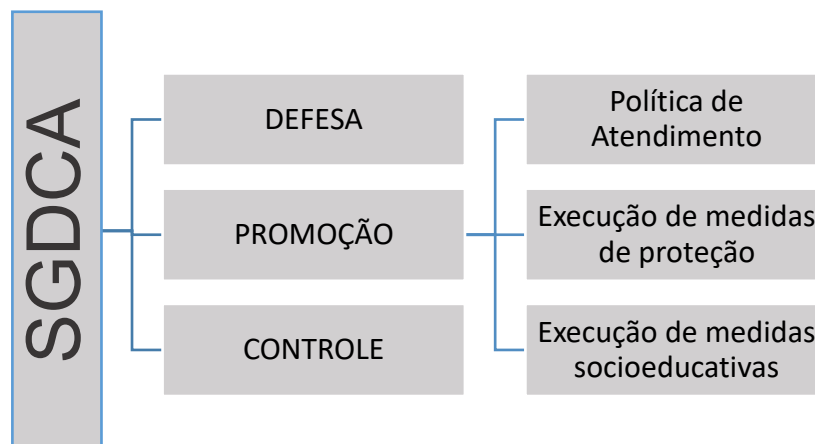 SGDCA
DEFESA
PROMOÇÃO
CONTROLE
Política de
Atendimento
Execução de medidas
de proteção
Execução de medidas
socioeducativas